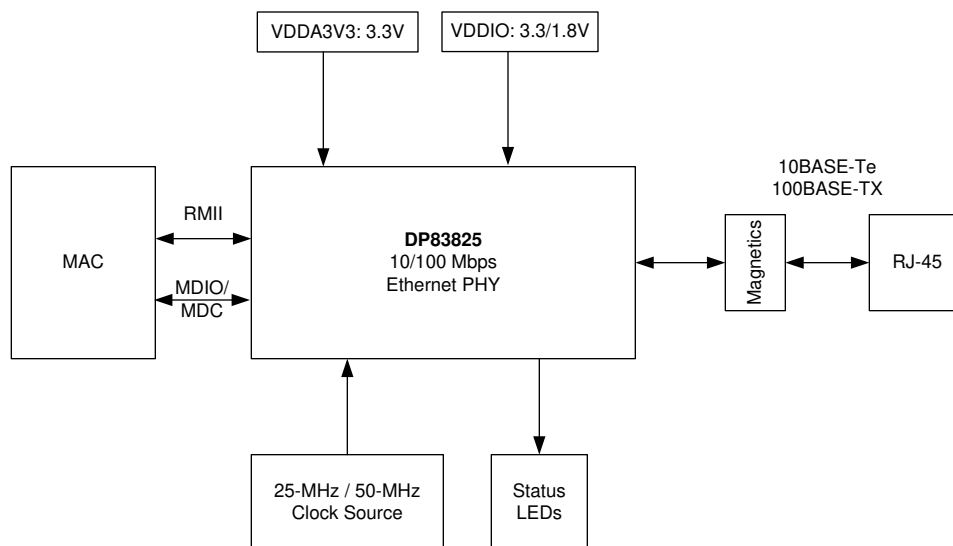 VDDA3V3: 3.3V
VDDIO: 3.3/1.8V
10BASE-Te
100BASE-TX
MAC
RMII
MDIO/
MDC
DP83825
10/100 Mbps
Ethernet PHY
Magnetics
RJ-45
25-MHz / 50-MHz
Clock Source
Status
LEDs